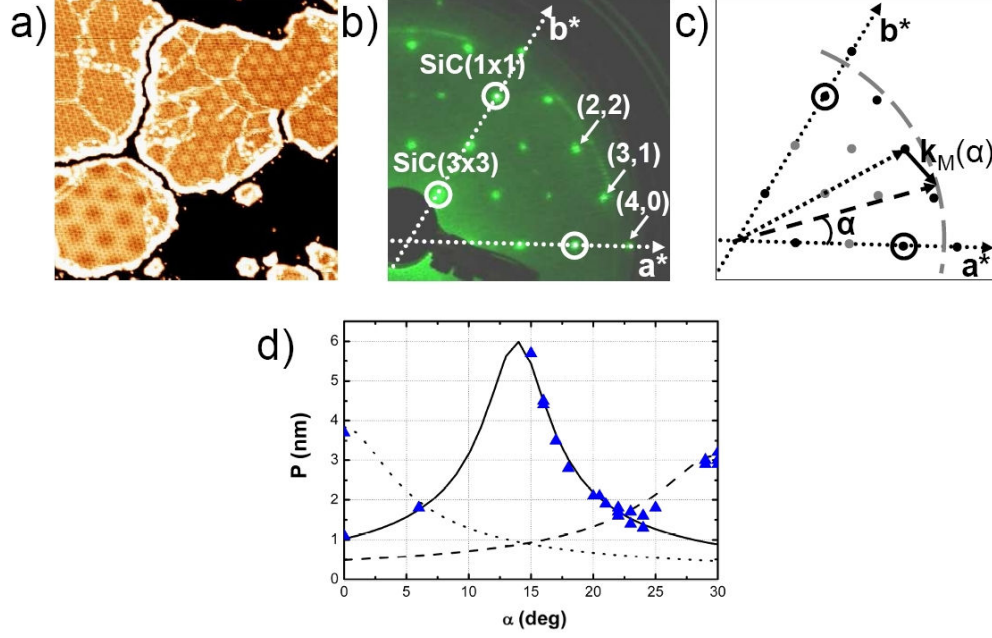 a)
b)
b*
SiC(1x1)
(2,2)
SiC(3x3)
(3,1)
(4,0)
a*
c)
b*
k_M(α)
α
a*
d)
P (nm)
6
5
4
3
2
1
0
0 5 10 15 20 25 30
α (deg)